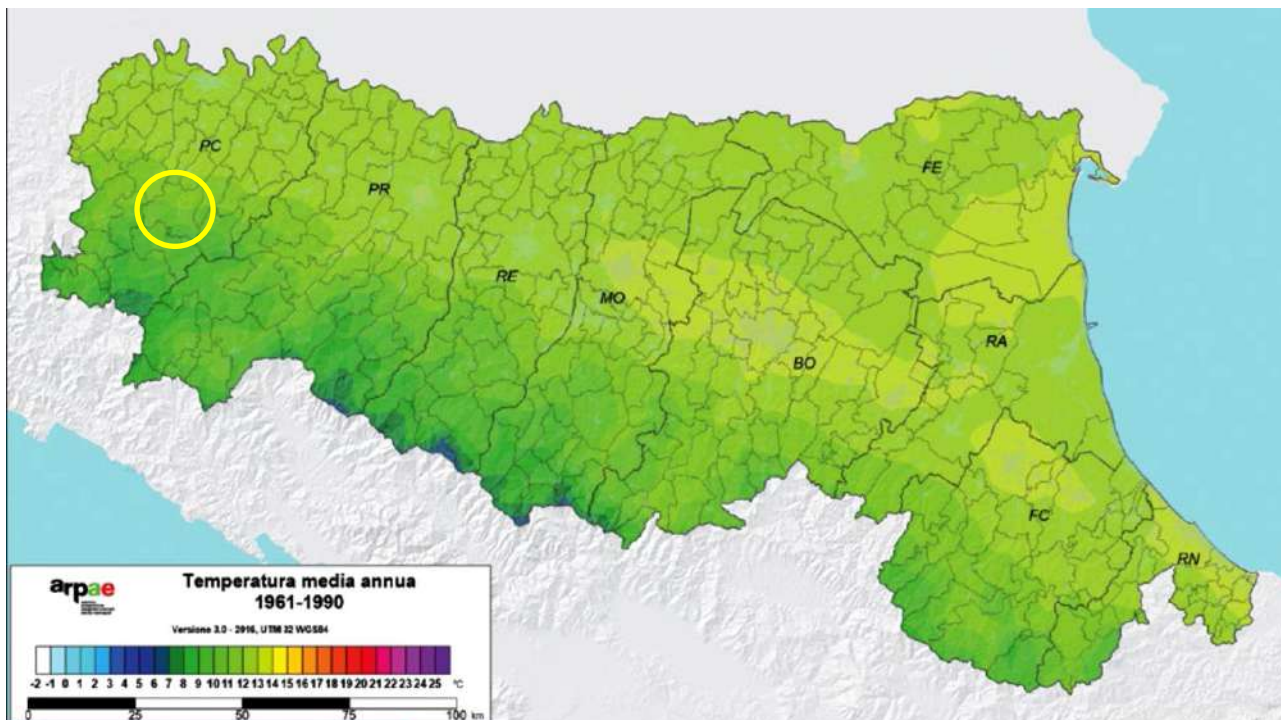 PC
PR
FE
RE
MO
BO
RA
FC
RN
arpae
Temperatura media annua
1961-1990
Versione 3.0 - 2016, UTM 32 WGS84
-2 -1 0 1 2 3 4 5 6 7 8 9 10 11 12 13 14 15 16 17 18 19 20 21 22 23 24 25 °C
0 25 50 75 100 km